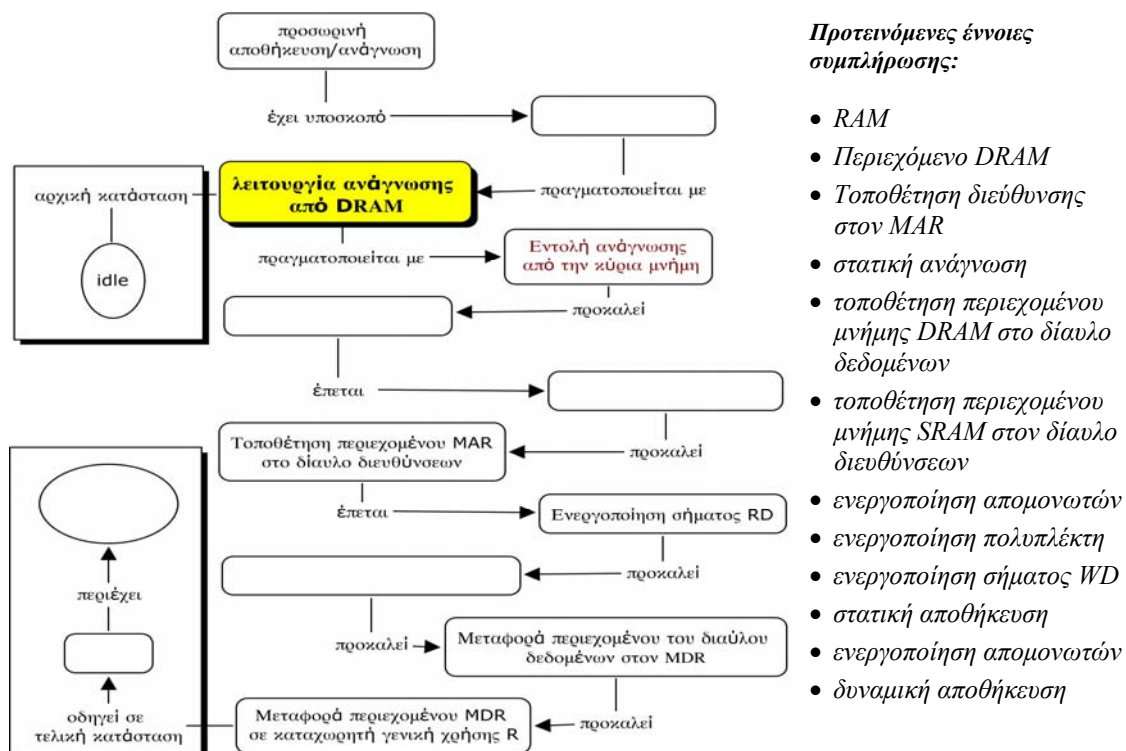 προσωρινή
αποθήκευση/ανάγνωση
έχει υποσκοπό
πραγματοποιείται με
αρχική κατάσταση
λειτουργία ανάγνωσης
από DRAM
idle
πραγματοποιείται με
Εντολή ανάγνωσης
από την κύρια μνήμη
προκαλεί
έπεται
Τοποθέτηση περιεχομένου MAR
στο δίαυλο διευθύνσεων
προκαλεί
έπεται
Ενεργοποίηση σήματος RD
προκαλεί
περιέχει
προκαλεί
Μεταφορά περιεχομένου του διαύλου
δεδομένων στον MDR
οδηγεί σε
τελική κατάσταση
Μεταφορά περιεχομένου MDR
σε καταχωρητή γενική χρήσης R
προκαλεί
Προτεινόμενες έννοιες
συμπλήρωσης:
• RAM
• Περιεχόμενο DRAM
• Τοποθέτηση διεύθυνσης
στον MAR
• στατική ανάγνωση
• τοποθέτηση περιεχομένου
μνήμης DRAM στο δίαυλο
δεδομένων
• τοποθέτηση περιεχομένου
μνήμης SRAM στον δίαυλο
διευθύνσεων
• ενεργοποίηση απομονωτών
• ενεργοποίηση πολυπλέκτη
• ενεργοποίηση σήματος WD
• στατική αποθήκευση
• ενεργοποίηση απομονωτών
• δυναμική αποθήκευση